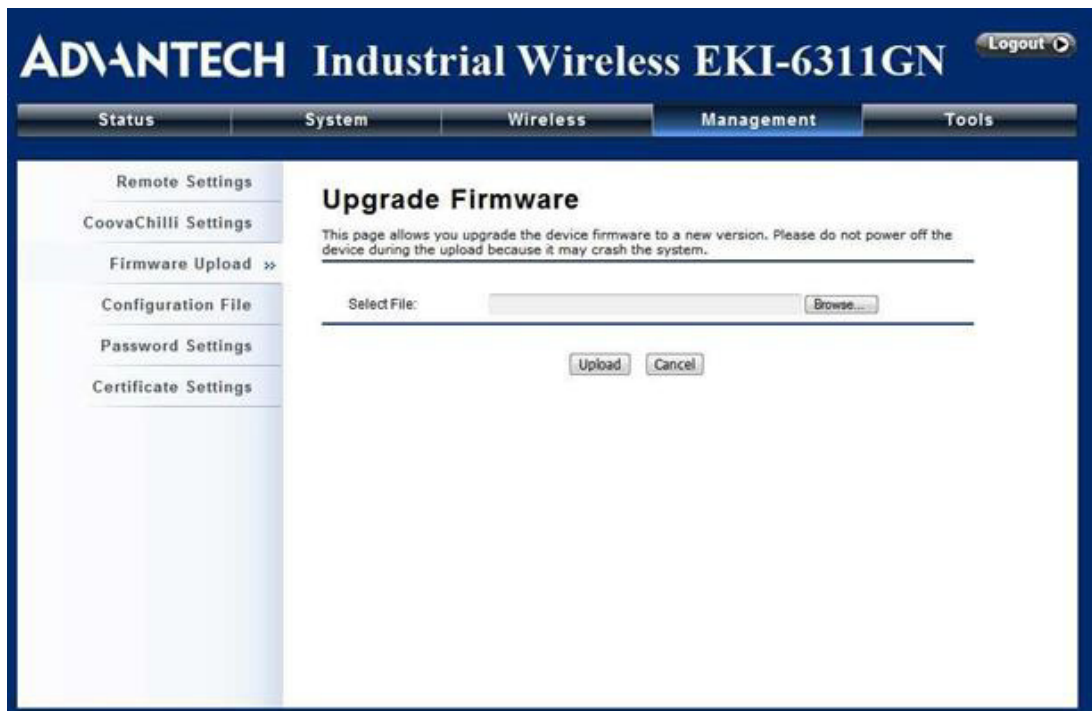 ADVANTECH Industrial Wireless EKI-6311GN
Logout
Status System Wireless Management Tools
Remote Settings
CoovaChilli Settings
Firmware Upload »
Configuration File
Password Settings
Certificate Settings
Upgrade Firmware
This page allows you upgrade the device firmware to a new version. Please do not power off the
device during the upload because it may crash the system.
Select File: Browse...
Upload Cancel